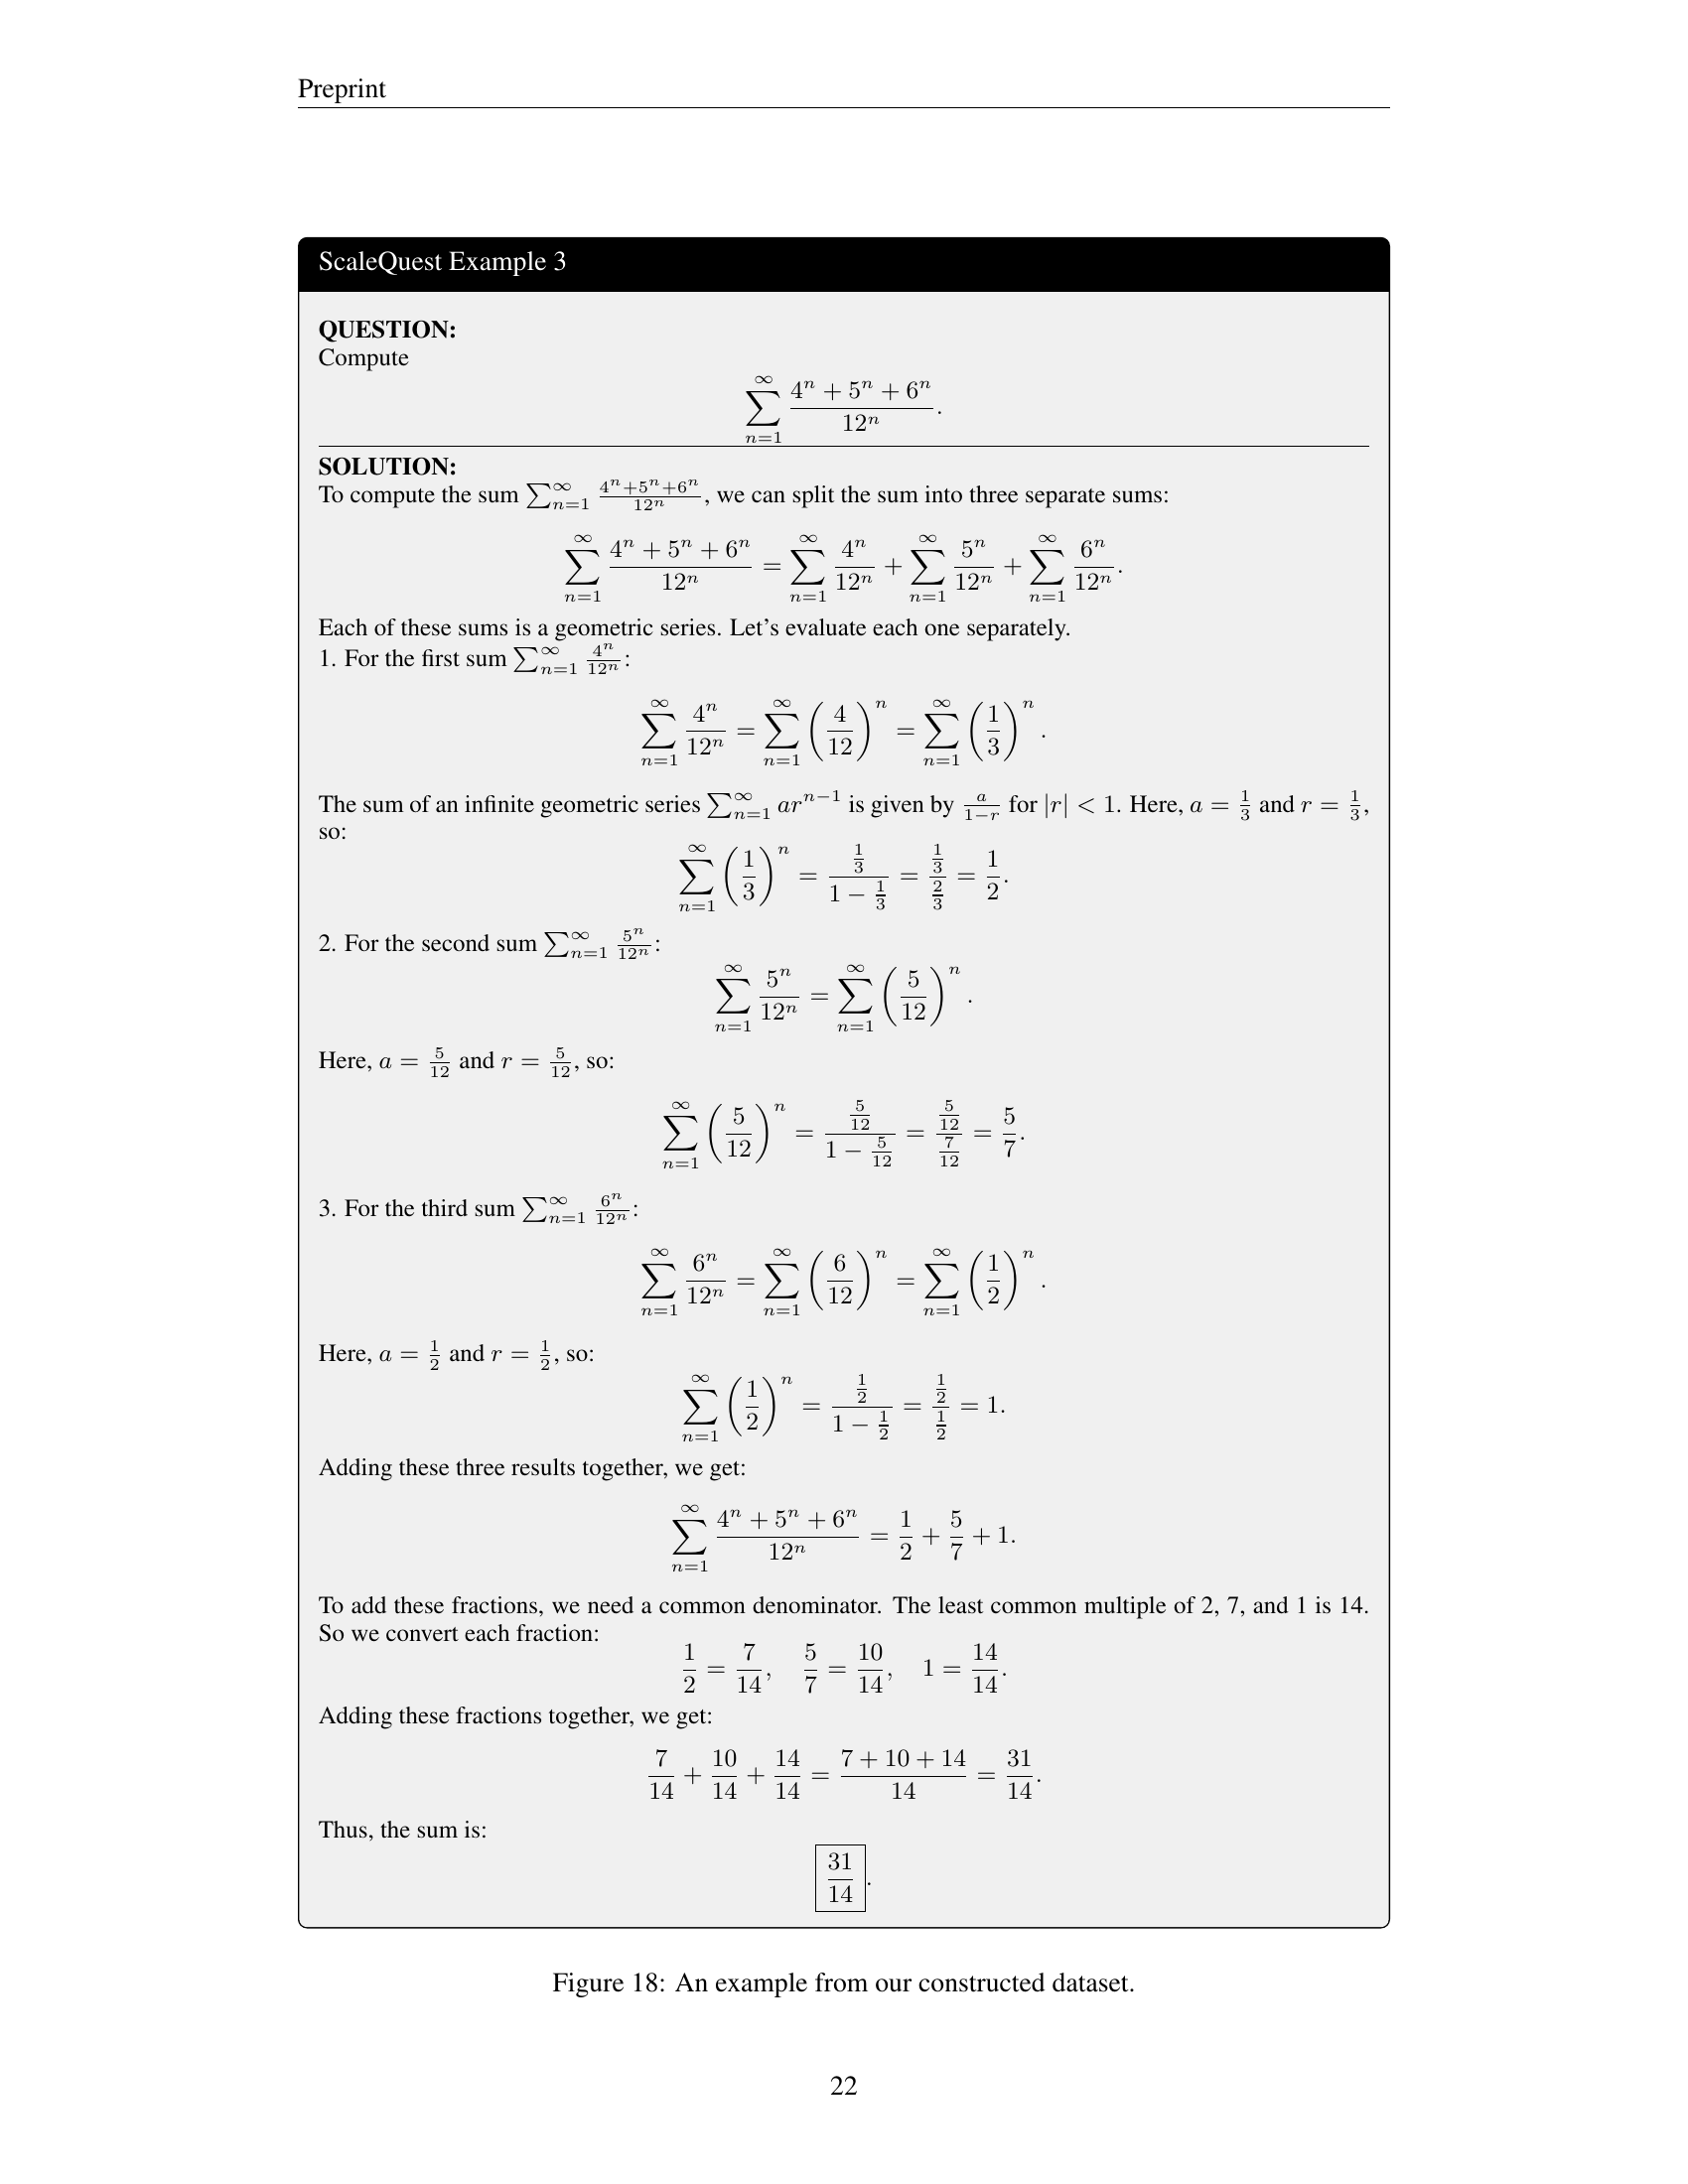 Preprint
ScaleQuest Example 3
QUESTION:
Compute
$$\sum_{n=1}^{\infty} \frac{4^n + 5^n + 6^n}{12^n}.$$
SOLUTION:
To compute the sum $\sum_{n=1}^{\infty} \frac{4^n+5^n+6^n}{12^n}$, we can split the sum into three separate sums:
$$\sum_{n=1}^{\infty} \frac{4^n + 5^n + 6^n}{12^n} = \sum_{n=1}^{\infty} \frac{4^n}{12^n} + \sum_{n=1}^{\infty} \frac{5^n}{12^n} + \sum_{n=1}^{\infty} \frac{6^n}{12^n}.$$
Each of these sums is a geometric series. Let's evaluate each one separately.
1. For the first sum $\sum_{n=1}^{\infty} \frac{4^n}{12^n}$:
$$\sum_{n=1}^{\infty} \frac{4^n}{12^n} = \sum_{n=1}^{\infty} \left(\frac{4}{12}\right)^n = \sum_{n=1}^{\infty} \left(\frac{1}{3}\right)^n.$$
The sum of an infinite geometric series $\sum_{n=1}^{\infty} ar^{n-1}$ is given by $\frac{a}{1-r}$ for $|r| < 1$. Here, $a = \frac{1}{3}$ and $r = \frac{1}{3}$,
so:
$$\sum_{n=1}^{\infty} \left(\frac{1}{3}\right)^n = \frac{\frac{1}{3}}{1 - \frac{1}{3}} = \frac{\frac{1}{3}}{\frac{2}{3}} = \frac{1}{2}.$$
2. For the second sum $\sum_{n=1}^{\infty} \frac{5^n}{12^n}$:
$$\sum_{n=1}^{\infty} \frac{5^n}{12^n} = \sum_{n=1}^{\infty} \left(\frac{5}{12}\right)^n.$$
Here, $a = \frac{5}{12}$ and $r = \frac{5}{12}$, so:
$$\sum_{n=1}^{\infty} \left(\frac{5}{12}\right)^n = \frac{\frac{5}{12}}{1 - \frac{5}{12}} = \frac{\frac{5}{12}}{\frac{7}{12}} = \frac{5}{7}.$$
3. For the third sum $\sum_{n=1}^{\infty} \frac{6^n}{12^n}$:
$$\sum_{n=1}^{\infty} \frac{6^n}{12^n} = \sum_{n=1}^{\infty} \left(\frac{6}{12}\right)^n = \sum_{n=1}^{\infty} \left(\frac{1}{2}\right)^n.$$
Here, $a = \frac{1}{2}$ and $r = \frac{1}{2}$, so:
$$\sum_{n=1}^{\infty} \left(\frac{1}{2}\right)^n = \frac{\frac{1}{2}}{1 - \frac{1}{2}} = \frac{\frac{1}{2}}{\frac{1}{2}} = 1.$$
Adding these three results together, we get:
$$\sum_{n=1}^{\infty} \frac{4^n + 5^n + 6^n}{12^n} = \frac{1}{2} + \frac{5}{7} + 1.$$
To add these fractions, we need a common denominator. The least common multiple of 2, 7, and 1 is 14.
So we convert each fraction:
$$\frac{1}{2} = \frac{7}{14}, \quad \frac{5}{7} = \frac{10}{14}, \quad 1 = \frac{14}{14}.$$
Adding these fractions together, we get:
$$\frac{7}{14} + \frac{10}{14} + \frac{14}{14} = \frac{7 + 10 + 14}{14} = \frac{31}{14}.$$
Thus, the sum is:
$$\boxed{\frac{31}{14}}.$$
Figure 18: An example from our constructed dataset.
22